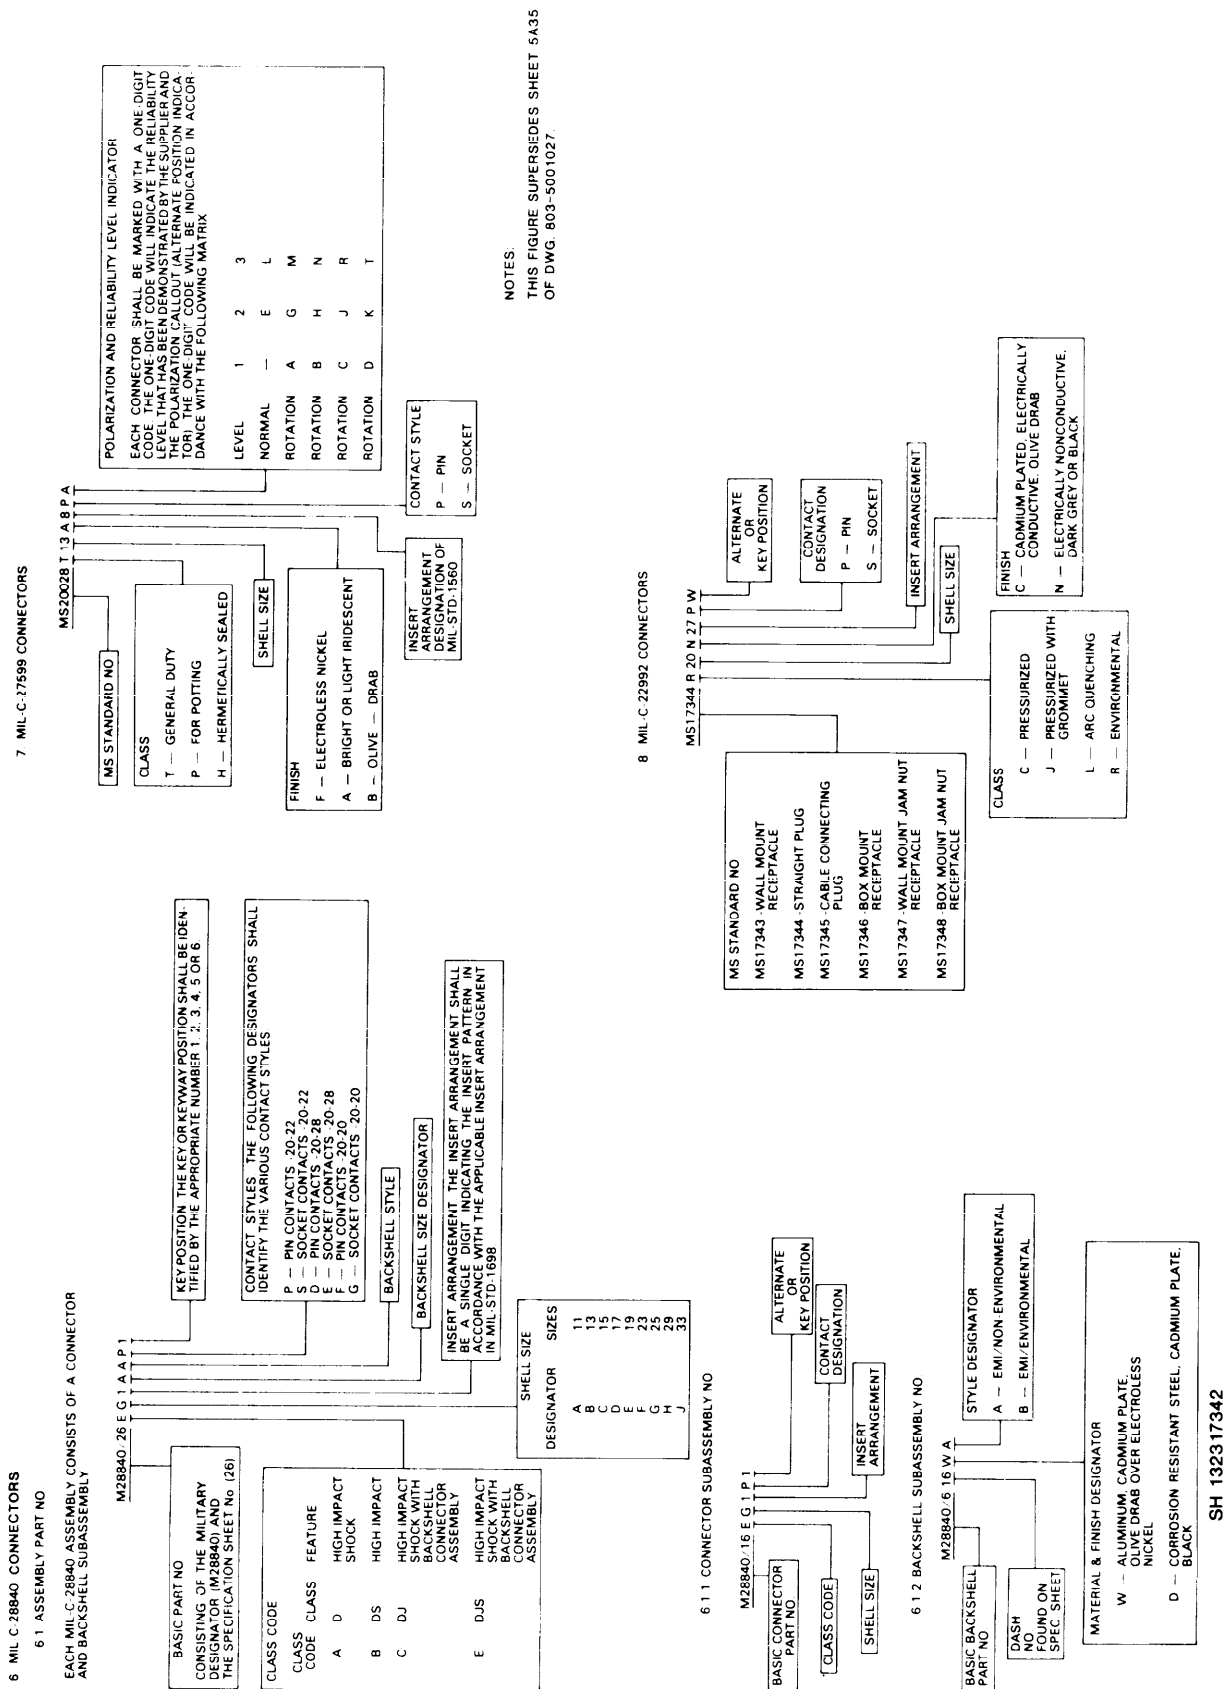 6 MIL C-28840 CONNECTORS
6 1 ASSEMBLY PART NO
EACH MIL-C-28840 ASSEMBLY CONSISTS OF A CONNECTOR
AND BACKSHELL SUBASSEMBLY
M28840/26 E G 1 A A P 1
BASIC PART NO
CONSISTING OF THE MILITARY
DESIGNATOR (M28840) AND
THE SPECIFICATION SHEET No (26)
CLASS CODE
CLASS
CODE CLASS FEATURE
A D HIGH IMPACT
SHOCK
B DS HIGH IMPACT
C DJ HIGH IMPACT
SHOCK WITH
BACKSHELL
CONNECTOR
ASSEMBLY
E DJS HIGH IMPACT
SHOCK WITH
BACKSHELL
CONNECTOR
ASSEMBLY
KEY POSITION THE KEY OR KEYWAY POSITION SHALL BE IDEN-
TIFIED BY THE APPROPRIATE NUMBER 1, 2, 3, 4, 5 OR 6.
CONTACT STYLES THE FOLLOWING DESIGNATORS SHALL
IDENTIFY THE VARIOUS CONTACT STYLES
P — PIN CONTACTS -20-22
S — SOCKET CONTACTS -20-22
D — PIN CONTACTS -20-28
E — SOCKET CONTACTS -20-28
F — PIN CONTACTS -20-20
G — SOCKET CONTACTS -20-20
BACKSHELL STYLE
BACKSHELL SIZE DESIGNATOR
INSERT ARRANGEMENT THE INSERT ARRANGEMENT SHALL
BE A SINGLE DIGIT INDICATING THE INSERT PATTERN IN
ACCORDANCE WITH THE APPLICABLE INSERT ARRANGEMENT
IN MIL-STD-1698
SHELL SIZE
DESIGNATOR SIZES
A 11
B 13
C 15
D 17
E 19
F 23
G 25
H 29
J 33
6 1 1 CONNECTOR SUBASSEMBLY NO
M28840/16 E G 1 P 1
BASIC CONNECTOR
PART NO
CLASS CODE
SHELL SIZE
ALTERNATE
OR
KEY POSITION
CONTACT
DESIGNATION
INSERT
ARRANGEMENT
6 1 2 BACKSHELL SUBASSEMBLY NO
M28840/6 16 W A
BASIC BACKSHELL
PART NO
DASH
NO
FOUND ON
SPEC SHEET
STYLE DESIGNATOR
A — EMI/NON-ENVIRONMENTAL
B — EMI/ENVIRONMENTAL
MATERIAL & FINISH DESIGNATOR
W — ALUMINUM, CADMIUM PLATE,
OLIVE DRAB OVER ELECTROLESS
NICKEL
D — CORROSION RESISTANT STEEL, CADMIUM PLATE,
BLACK
7 MIL-C-27599 CONNECTORS
MS20028 T 13 A 8 P A
MS STANDARD NO
CLASS
T — GENERAL DUTY
P — FOR POTTING
H — HERMETICALLY SEALED
SHELL SIZE
FINISH
F — ELECTROLESS NICKEL
A — BRIGHT OR LIGHT IRIDESCENT
B — OLIVE — DRAB
INSERT
ARRANGEMENT
DESIGNATION OF
MIL-STD-1560
CONTACT STYLE
P — PIN
S — SOCKET
POLARIZATION AND RELIABILITY LEVEL INDICATOR
EACH CONNECTOR SHALL BE MARKED WITH A ONE-DIGIT
CODE. THE ONE-DIGIT CODE WILL INDICATE THE RELIABILITY
LEVEL THAT HAS BEEN DEMONSTRATED BY THE SUPPLIER AND
THE POLARIZATION CALLOUT (ALTERNATE POSITION INDICA-
TOR) THE ONE-DIGIT CODE WILL BE INDICATED IN ACCOR-
DANCE WITH THE FOLLOWING MATRIX
LEVEL 1 2 3
NORMAL — E L
ROTATION A G M
ROTATION B H N
ROTATION C J R
ROTATION D K T
NOTES:
THIS FIGURE SUPERSEDES SHEET 5A35
OF DWG. 803-5001027.
8 MIL-C-22992 CONNECTORS
MS17344 R 20 N 27 P W
MS STANDARD NO
MS17343 -WALL MOUNT
RECEPTACLE
MS17344 -STRAIGHT PLUG
MS17345 -CABLE CONNECTING
PLUG
MS17346 -BOX MOUNT
RECEPTACLE
MS17347 -WALL MOUNT JAM NUT
RECEPTACLE
MS17348 -BOX MOUNT JAM NUT
RECEPTACLE
ALTERNATE
OR
KEY POSITION
CONTACT
DESIGNATION
P — PIN
S — SOCKET
INSERT ARRANGEMENT
SHELL SIZE
CLASS
C — PRESSURIZED
J — PRESSURIZED WITH
GROMMET
L — ARC QUENCHING
R — ENVIRONMENTAL
FINISH
C — CADMIUM PLATED, ELECTRICALLY
CONDUCTIVE, OLIVE DRAB
N — ELECTRICALLY NONCONDUCTIVE,
DARK GREY OR BLACK
SH 132317342